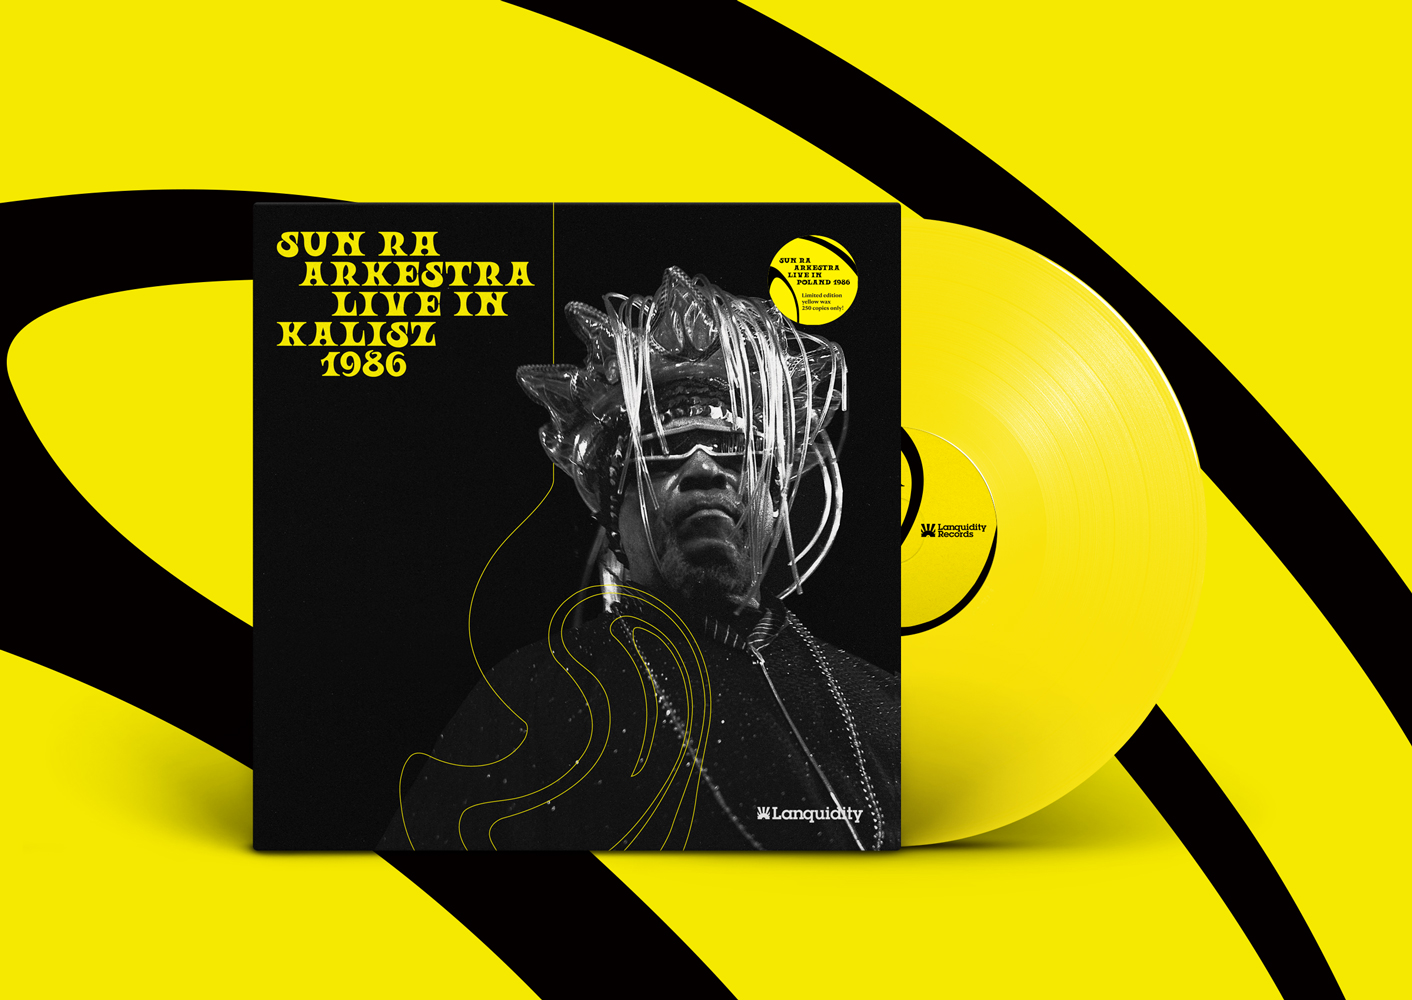 SUN RA
ARKESTRA
LIVE IN
KALISZ
1986
SUN RA
ARKESTRA
LIVE IN
POLAND 1986
Limited edition
yellow wax
250 copies only!
Lanquidity
Records
Lanquidity